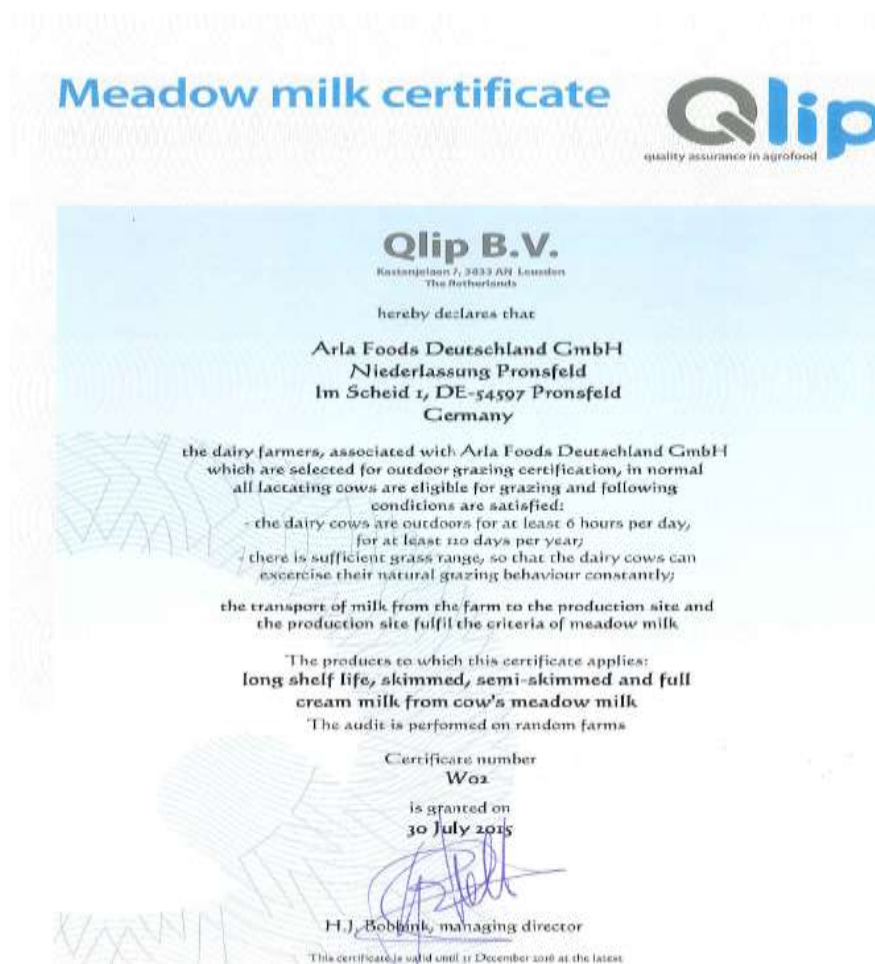 Meadow milk certificate
Qlip
quality assurance in agrofood
Qlip B.V.
Kastanjelaan 7, 3833 AN Leusden
The Netherlands
hereby declares that
Arla Foods Deutschland GmbH
Niederlassung Pronsfeld
Im Scheid 1, DE-54597 Pronsfeld
Germany
the dairy farmers, associated with Arla Foods Deutschland GmbH
which are selected for outdoor grazing certification, in normal
all lactating cows are eligible for grazing and following
conditions are satisfied:
- the dairy cows are outdoors for at least 6 hours per day,
for at least 120 days per year;
- there is sufficient grass range, so that the dairy cows can
excercise their natural grazing behaviour constantly;
the transport of milk from the farm to the production site and
the production site fulfil the criteria of meadow milk
The products to which this certificate applies:
long shelf life, skimmed, semi-skimmed and full
cream milk from cow's meadow milk
The audit is performed on random farms
Certificate number
W02
is granted on
30 July 2015
H.J. Bobbink, managing director
This certificate is valid until 31 December 2016 at the latest